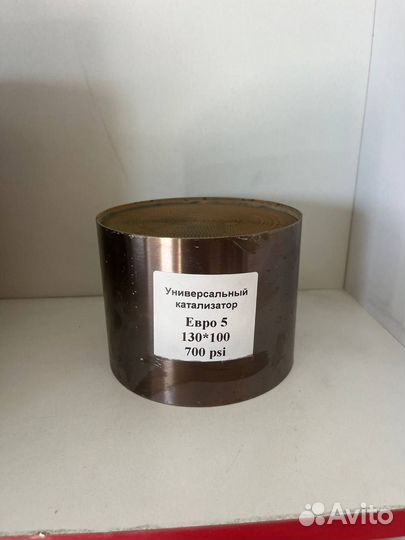 Универсальный
катализатор
Евро 5
130*100
700 psi
Avito